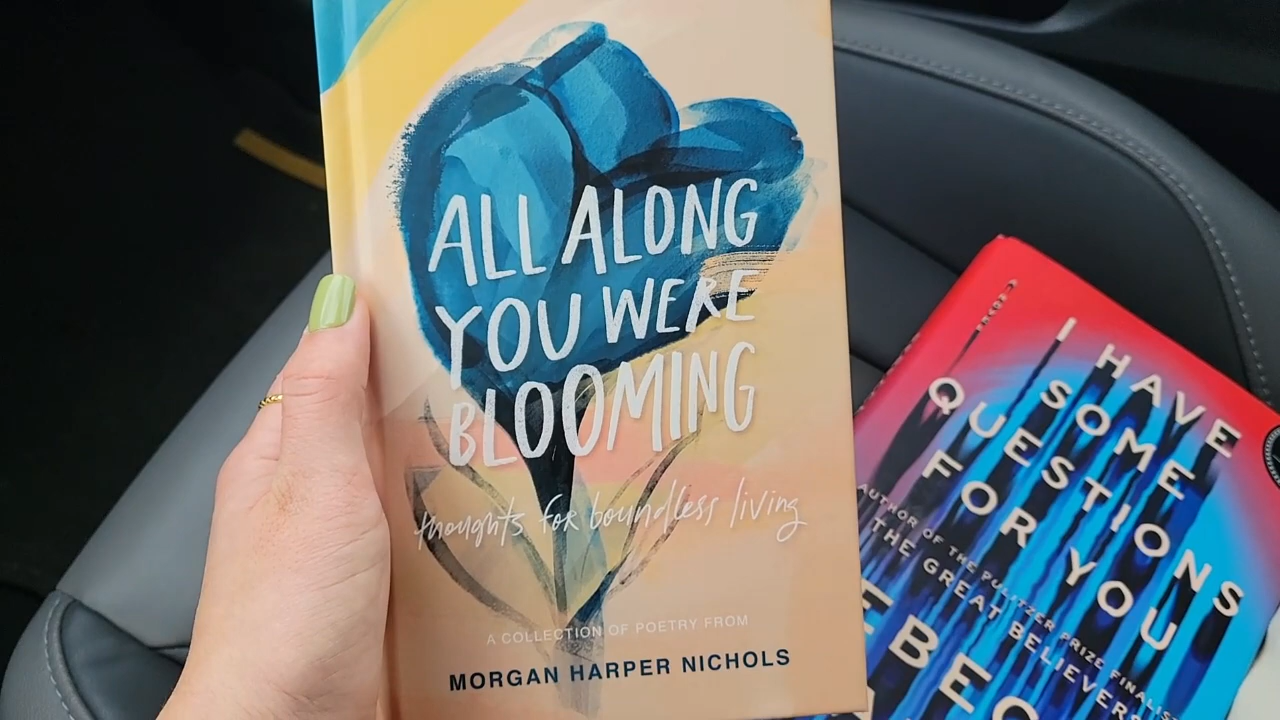 ALL ALONG
YOU WERE
BLOOMING
thoughts for boundless living
A COLLECTION OF POETRY FROM
MORGAN HARPER NICHOLS
I HAVE
SOME
QUESTIONS
FOR YOU
AUTHOR OF THE PULITZER PRIZE FINALIST
THE GREAT BELIEVERS